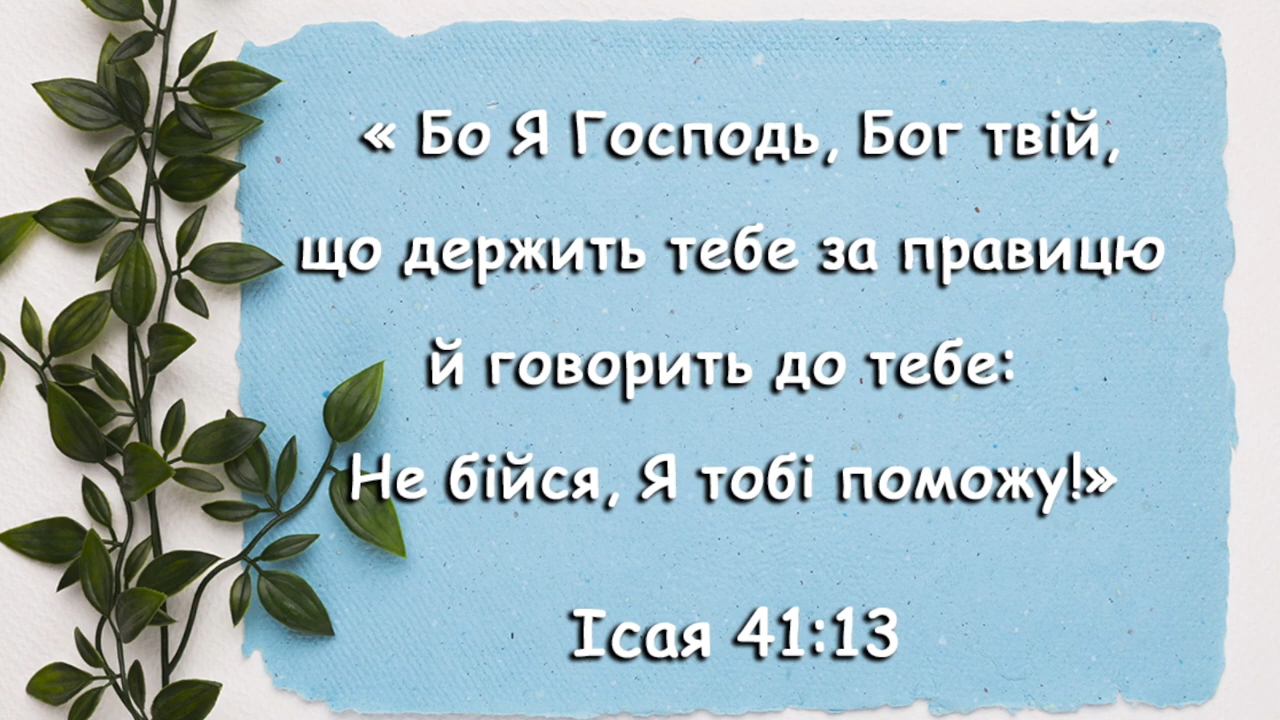 « Бо Я Господь, Бог твій,
що держить тебе за правицю
й говорить до тебе:
Не бійся, Я тобі поможу!»
Ісая 41:13